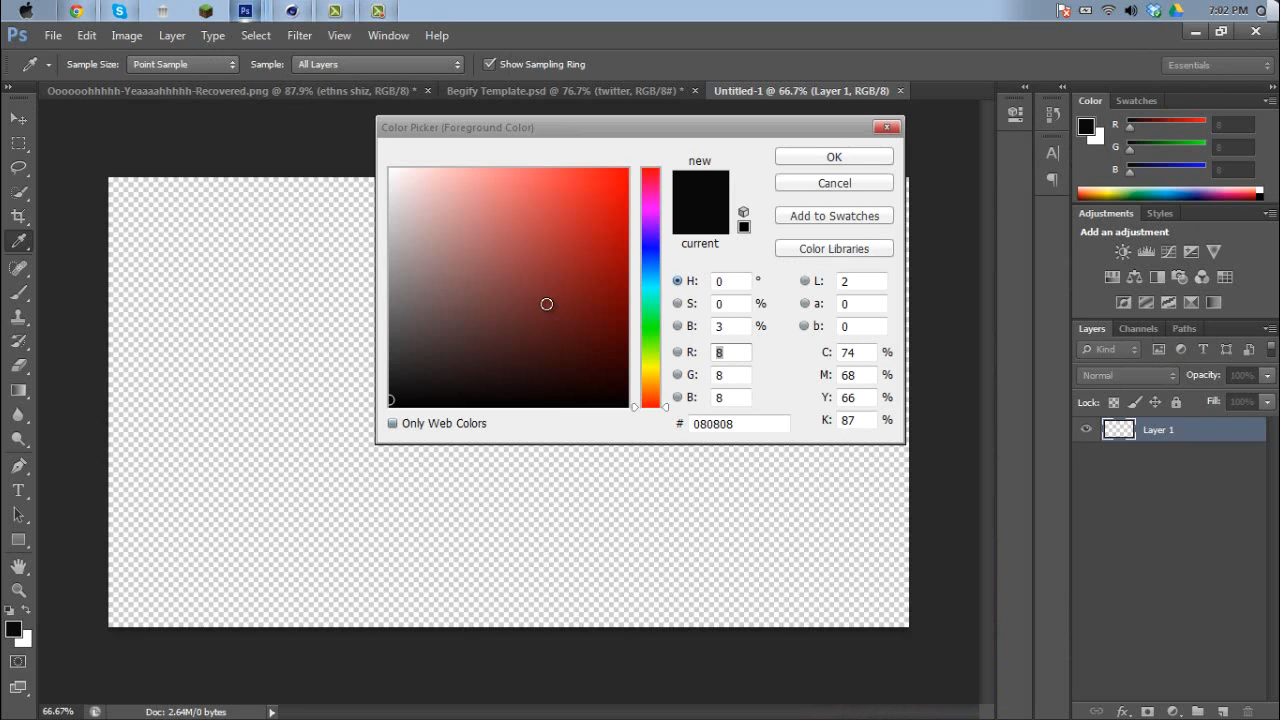 Ps
7:02 PM
Ps File Edit Image Layer Type Select Filter View Window Help
Sample Size: Point Sample Sample: All Layers Show Sampling Ring Essentials
Oooooohhhhh-Yeaaaahhhhh-Recovered.png @ 87.9% (ethns shiz, RGB/8) * Begify Template.psd @ 76.7% (twitter, RGB/8#) * Untitled-1 @ 66.7% (Layer 1, RGB/8)
Color Swatches
R 8
G 8
B 8
Color Picker (Foreground Color)
new
current
OK
Cancel
Add to Swatches
Color Libraries
H: 0 °
S: 0 %
B: 3 %
R: 8
G: 8
B: 8
# 080808
L: 2
a: 0
b: 0
C: 74 %
M: 68 %
Y: 66 %
K: 87 %
Only Web Colors
Adjustments Styles
Add an adjustment
Layers Channels Paths
Kind
Normal Opacity: 100%
Lock: Fill: 100%
Layer 1
fx
66.67% Doc: 2.64M/0 bytes